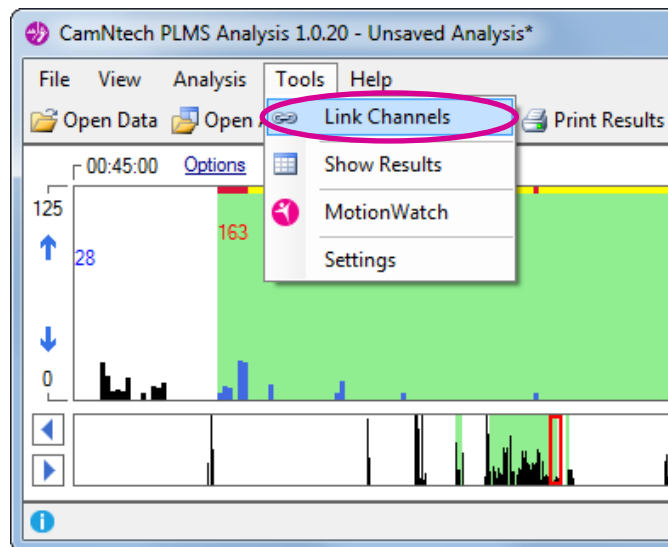 CamNtech PLMS Analysis 1.0.20 - Unsaved Analysis*
File View Analysis Tools Help
Open Data Open Link Channels Print Results
00:45:00 Options Show Results
125
163 MotionWatch
28
Settings
0